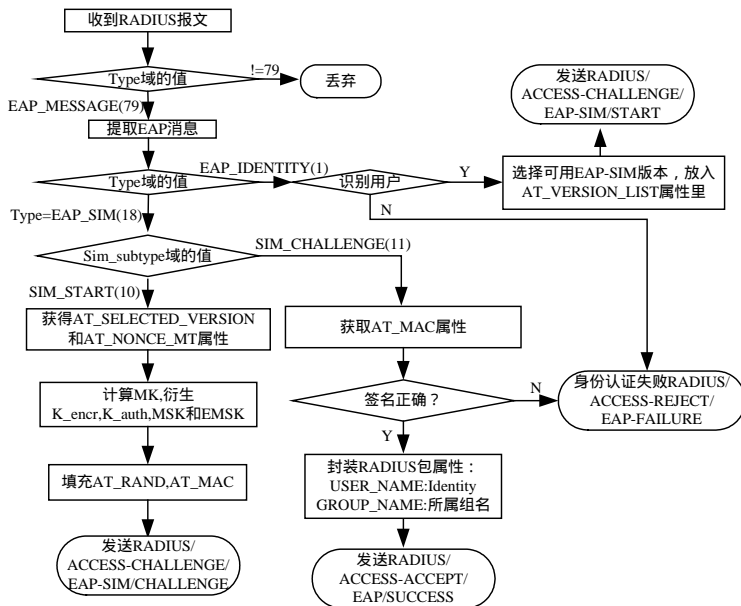 收到RADIUS报文
Type域的值
!=79
丢弃
EAP_MESSAGE(79)
提取EAP消息
发送RADIUS/
ACCESS-CHALLENGE/
EAP-SIM/START
Type域的值
EAP_IDENTITY(1)
识别用户
Y
选择可用EAP-SIM版本，放入
AT_VERSION_LIST属性里
N
Type=EAP_SIM(18)
Sim_subtype域的值
SIM_CHALLENGE(11)
SIM_START(10)
获得AT_SELECTED_VERSION
和AT_NONCE_MT属性
获取AT_MAC属性
计算MK,衍生
K_encr,K_auth,MSK和EMSK
签名正确？
N
身份认证失败RADIUS/
ACCESS-REJECT/
EAP-FAILURE
Y
填充AT_RAND,AT_MAC
封装RADIUS包属性：
USER_NAME:Identity
GROUP_NAME:所属组名
发送RADIUS/
ACCESS-CHALLENGE/
EAP-SIM/CHALLENGE
发送RADIUS/
ACCESS-ACCEPT/
EAP/SUCCESS